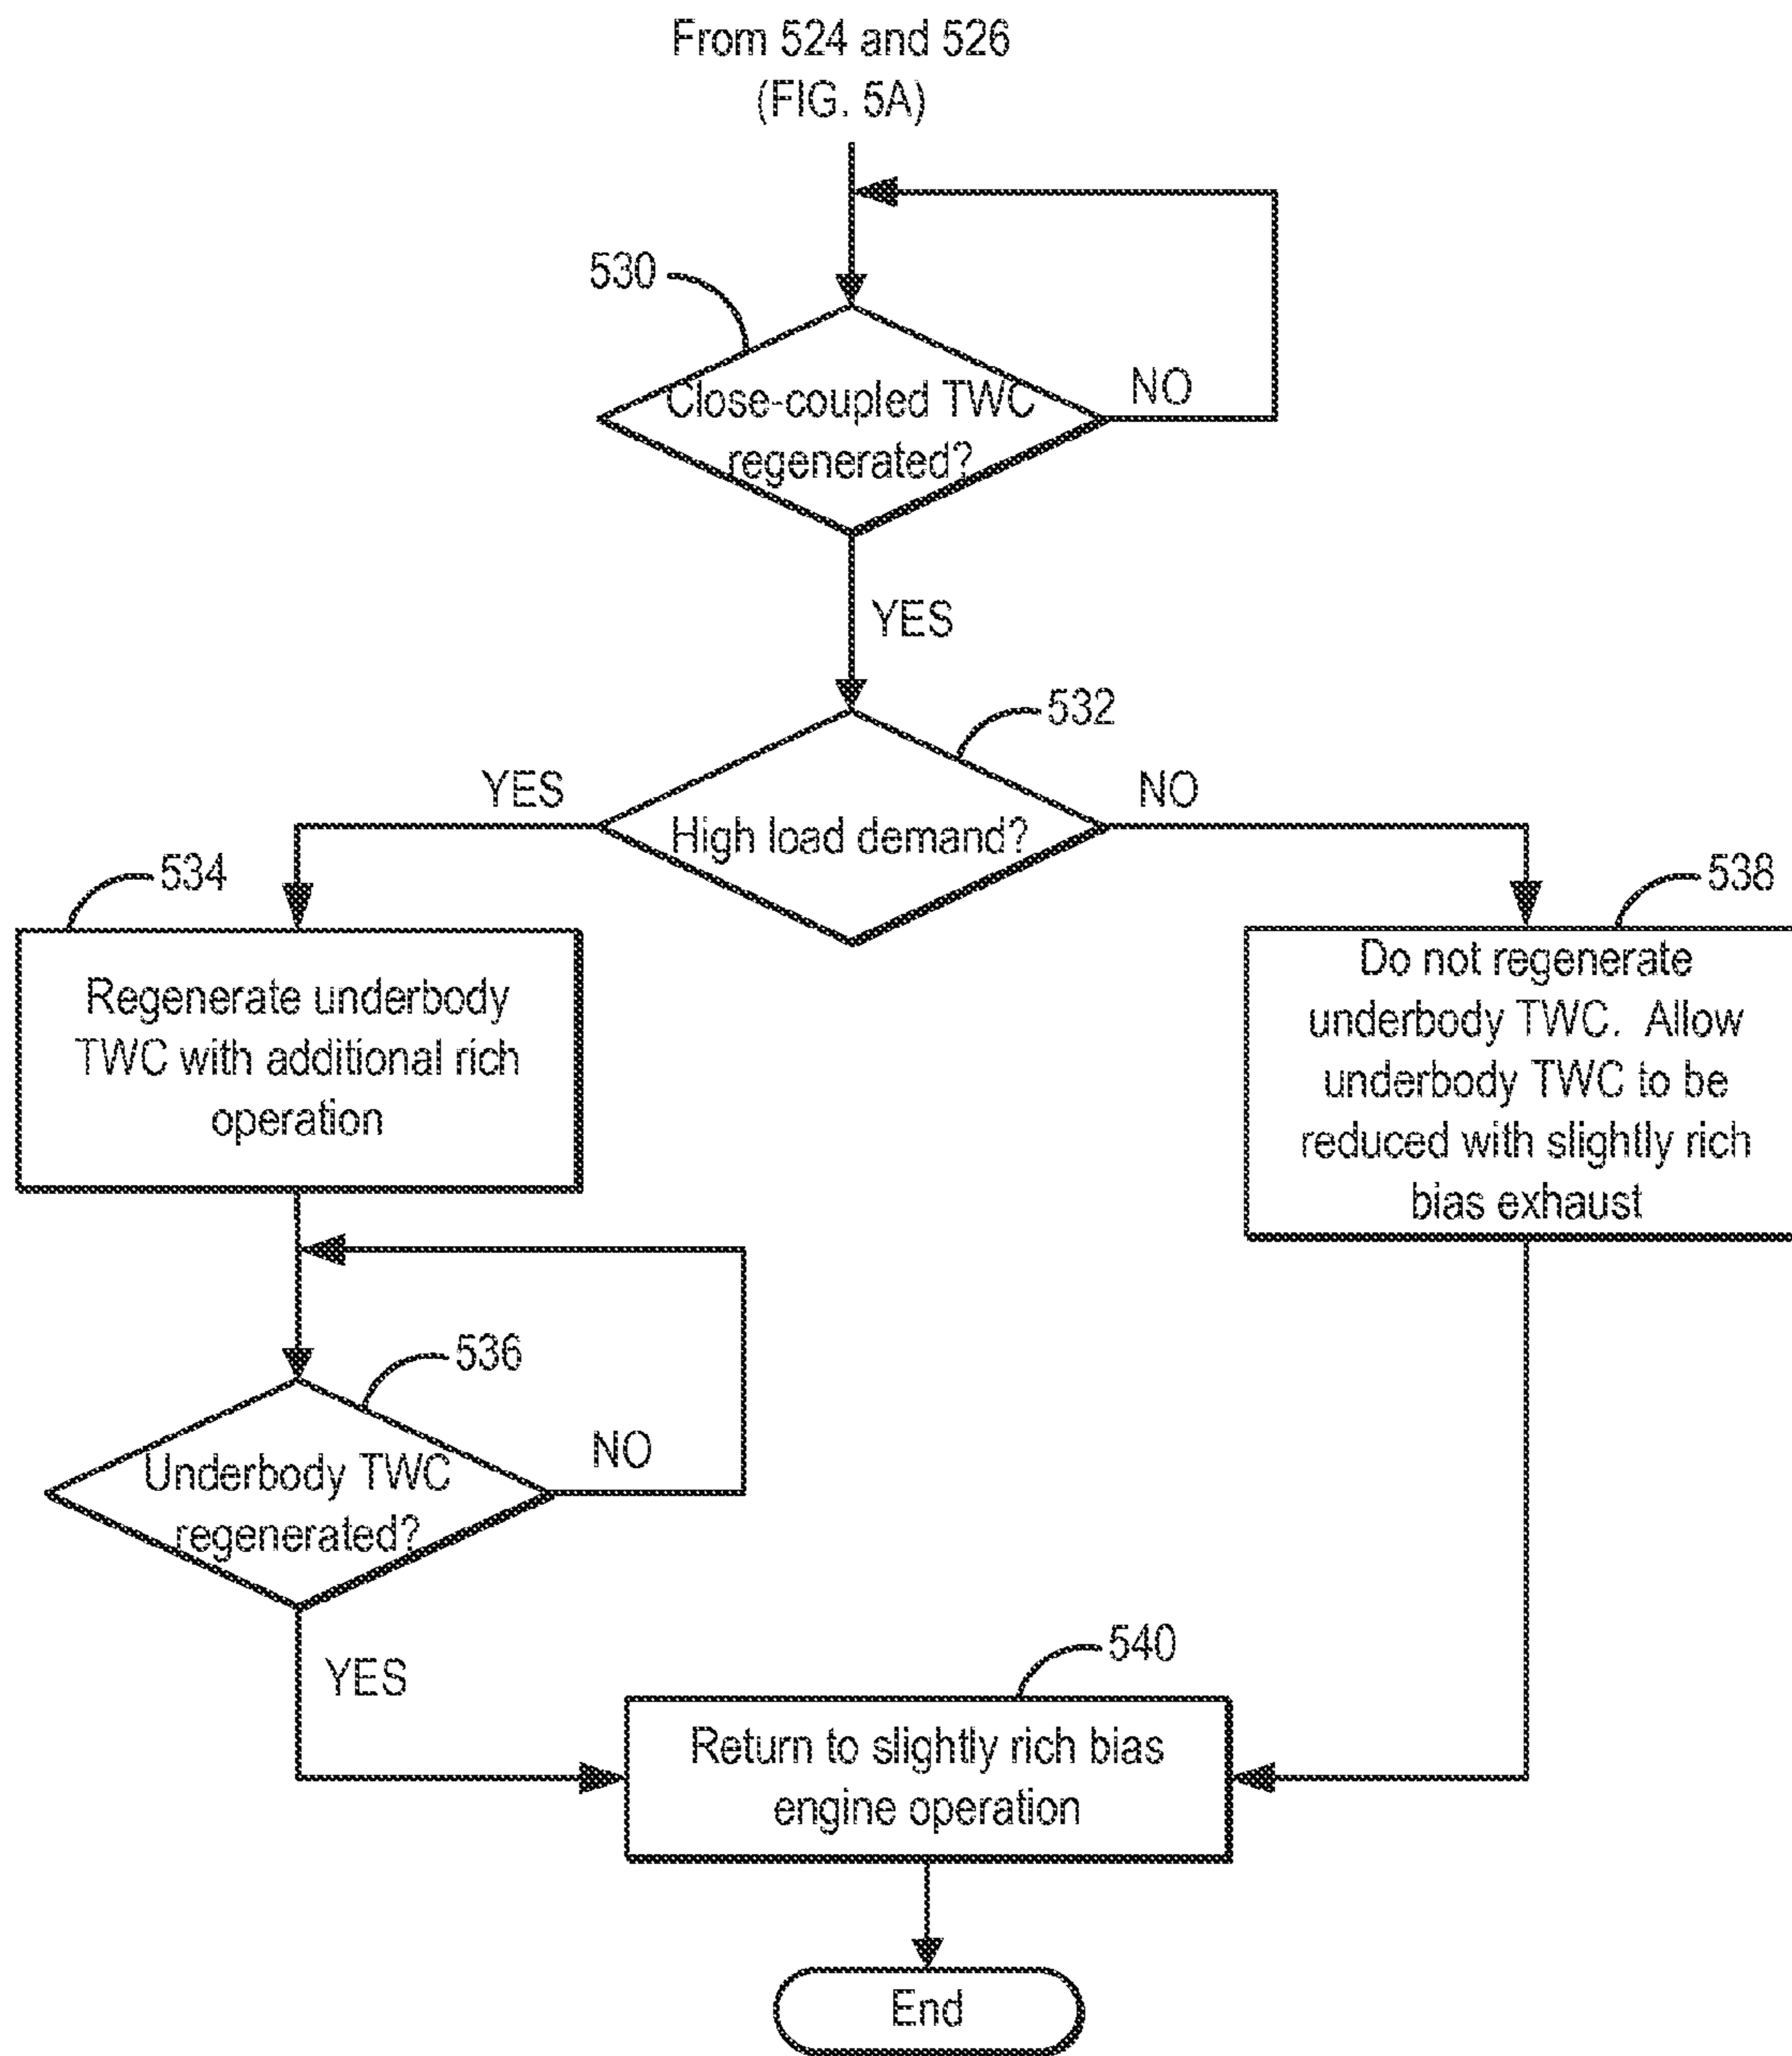 From 524 and 526
(FIG. 5A)
530
Close-coupled TWC
regenerated?
NO
YES
532
High load demand?
YES
NO
534
Regenerate underbody
TWC with additional rich
operation
538
Do not regenerate
underbody TWC. Allow
underbody TWC to be
reduced with slightly rich
bias exhaust
536
Underbody TWC
regenerated?
NO
YES
540
Return to slightly rich bias
engine operation
End